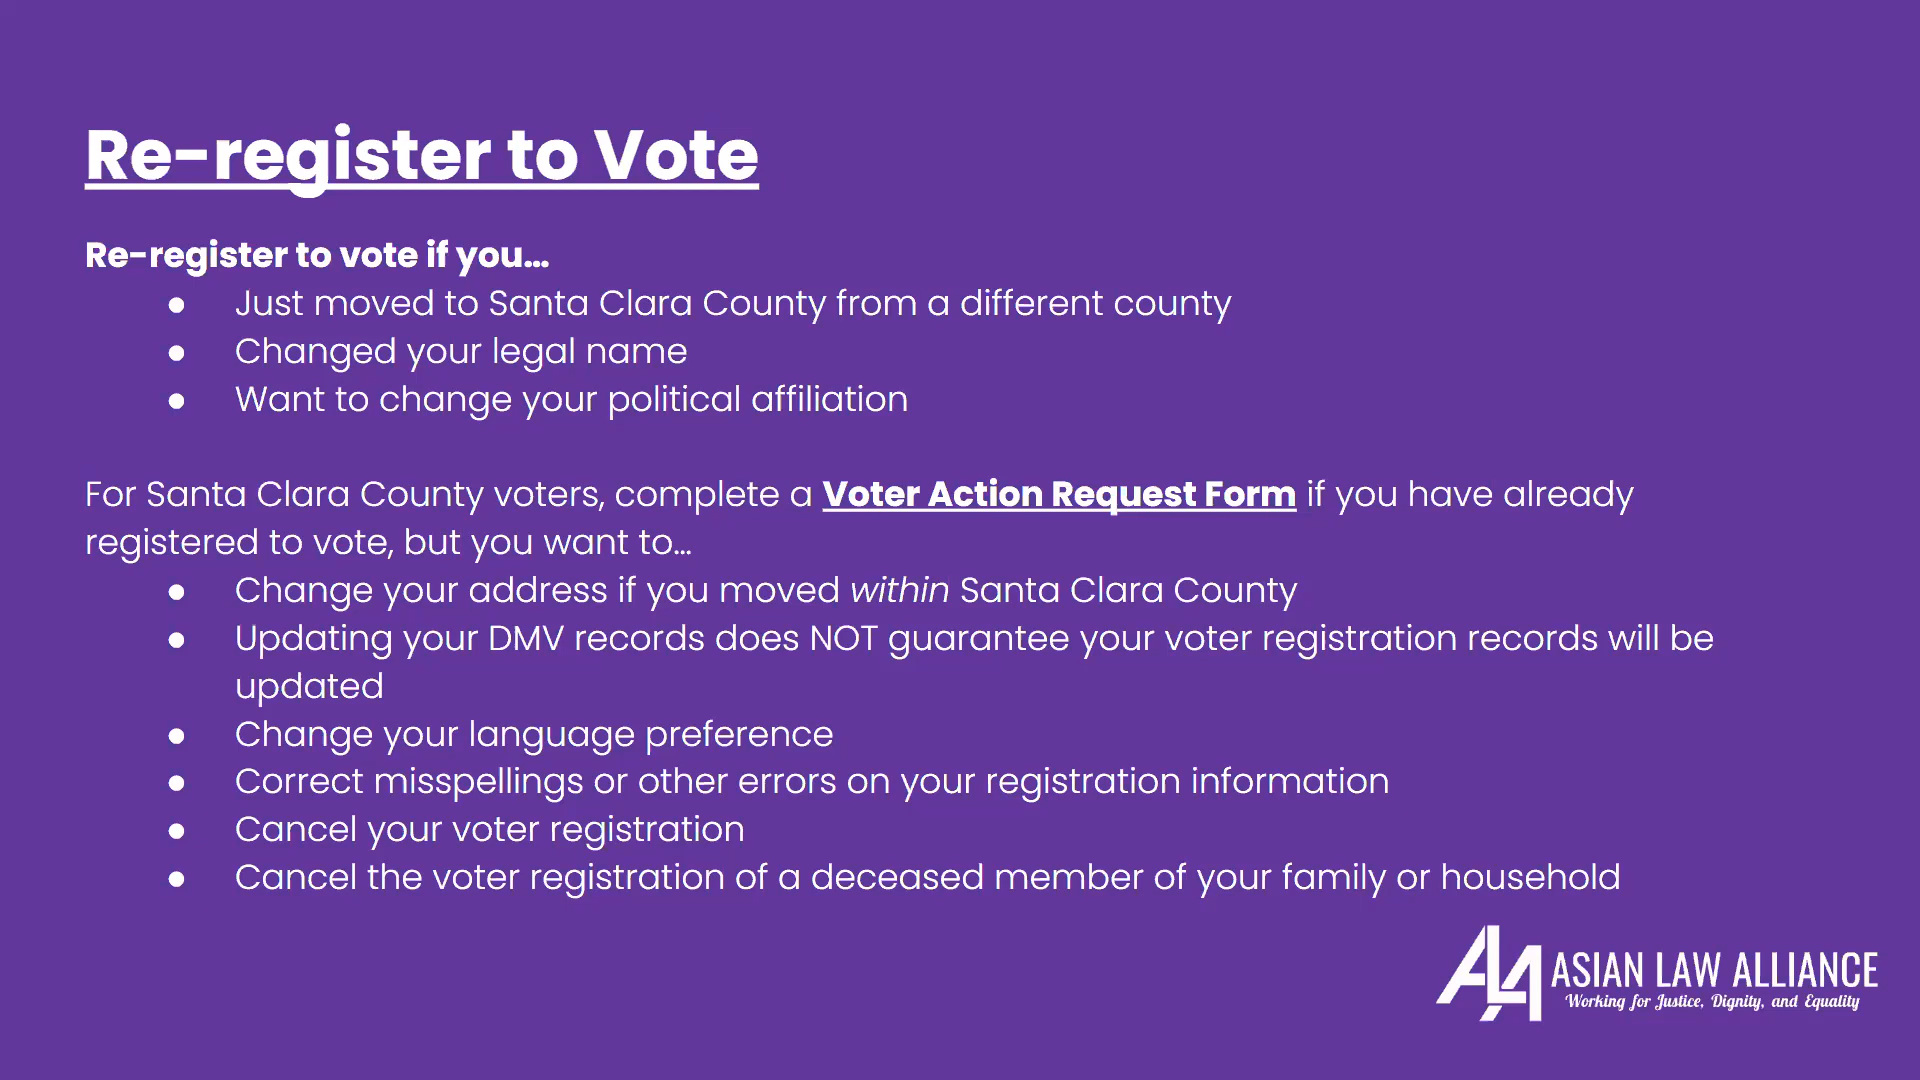 Re-register to Vote
Re-register to vote if you...
● Just moved to Santa Clara County from a different county
● Changed your legal name
● Want to change your political affiliation
For Santa Clara County voters, complete a Voter Action Request Form if you have already
registered to vote, but you want to...
● Change your address if you moved within Santa Clara County
● Updating your DMV records does NOT guarantee your voter registration records will be
updated
● Change your language preference
● Correct misspellings or other errors on your registration information
● Cancel your voter registration
● Cancel the voter registration of a deceased member of your family or household
ALA ASIAN LAW ALLIANCE
Working for Justice, Dignity, and Equality